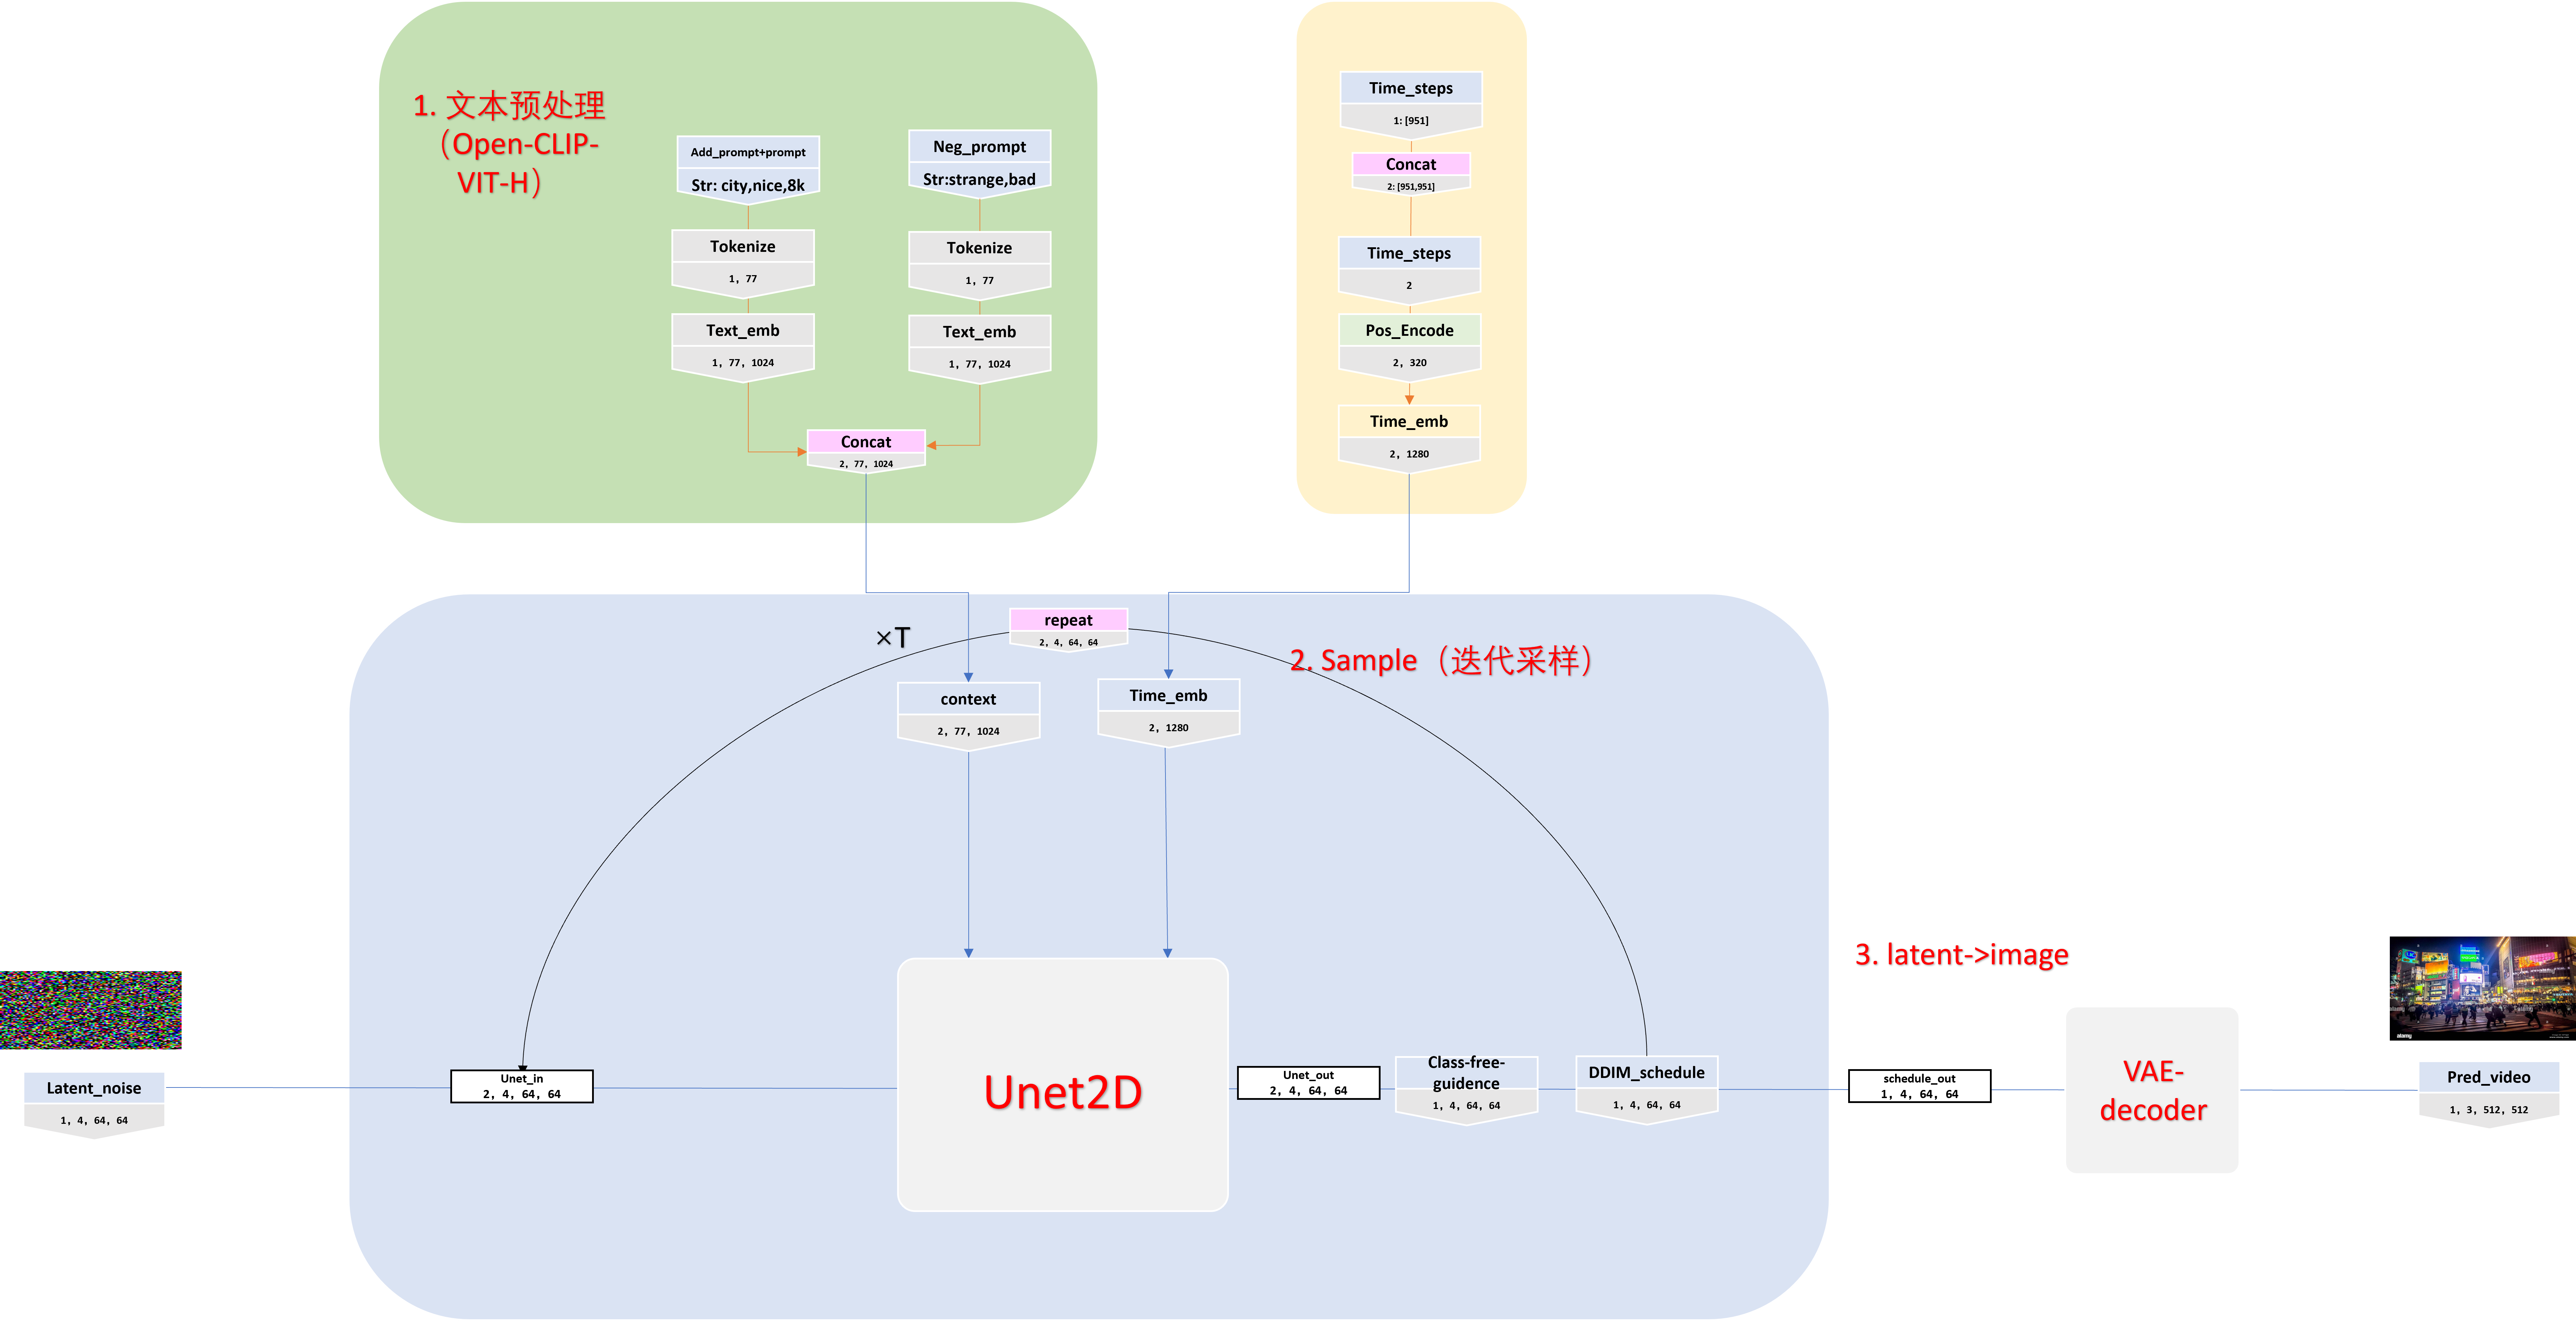 1. 文本预处理
（Open-CLIP-
VIT-H）
Add_prompt+prompt
Str: city,nice,8k
Tokenize
1, 77
Text_emb
1, 77, 1024
Neg_prompt
Str:strange,bad
Tokenize
1, 77
Text_emb
1, 77, 1024
Concat
2, 77, 1024
Time_steps
1: [951]
Concat
2: [951,951]
Time_steps
2
Pos_Encode
2, 320
Time_emb
2, 1280
×T
repeat
2, 4, 64, 64
2. Sample（迭代采样）
context
2, 77, 1024
Time_emb
2, 1280
Latent_noise
1, 4, 64, 64
Unet_in
2, 4, 64, 64
Unet2D
Unet_out
2, 4, 64, 64
Class-free-
guidence
1, 4, 64, 64
DDIM_schedule
1, 4, 64, 64
schedule_out
1, 4, 64, 64
3. latent->image
VAE-
decoder
alamy
Pred_video
1, 3, 512, 512